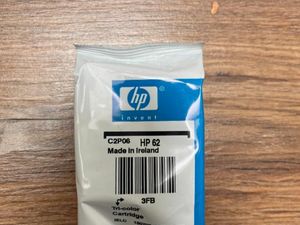 hp
invent
C2P06 HP 62
Made in Ireland
3FB
Tri-color
Cartridge